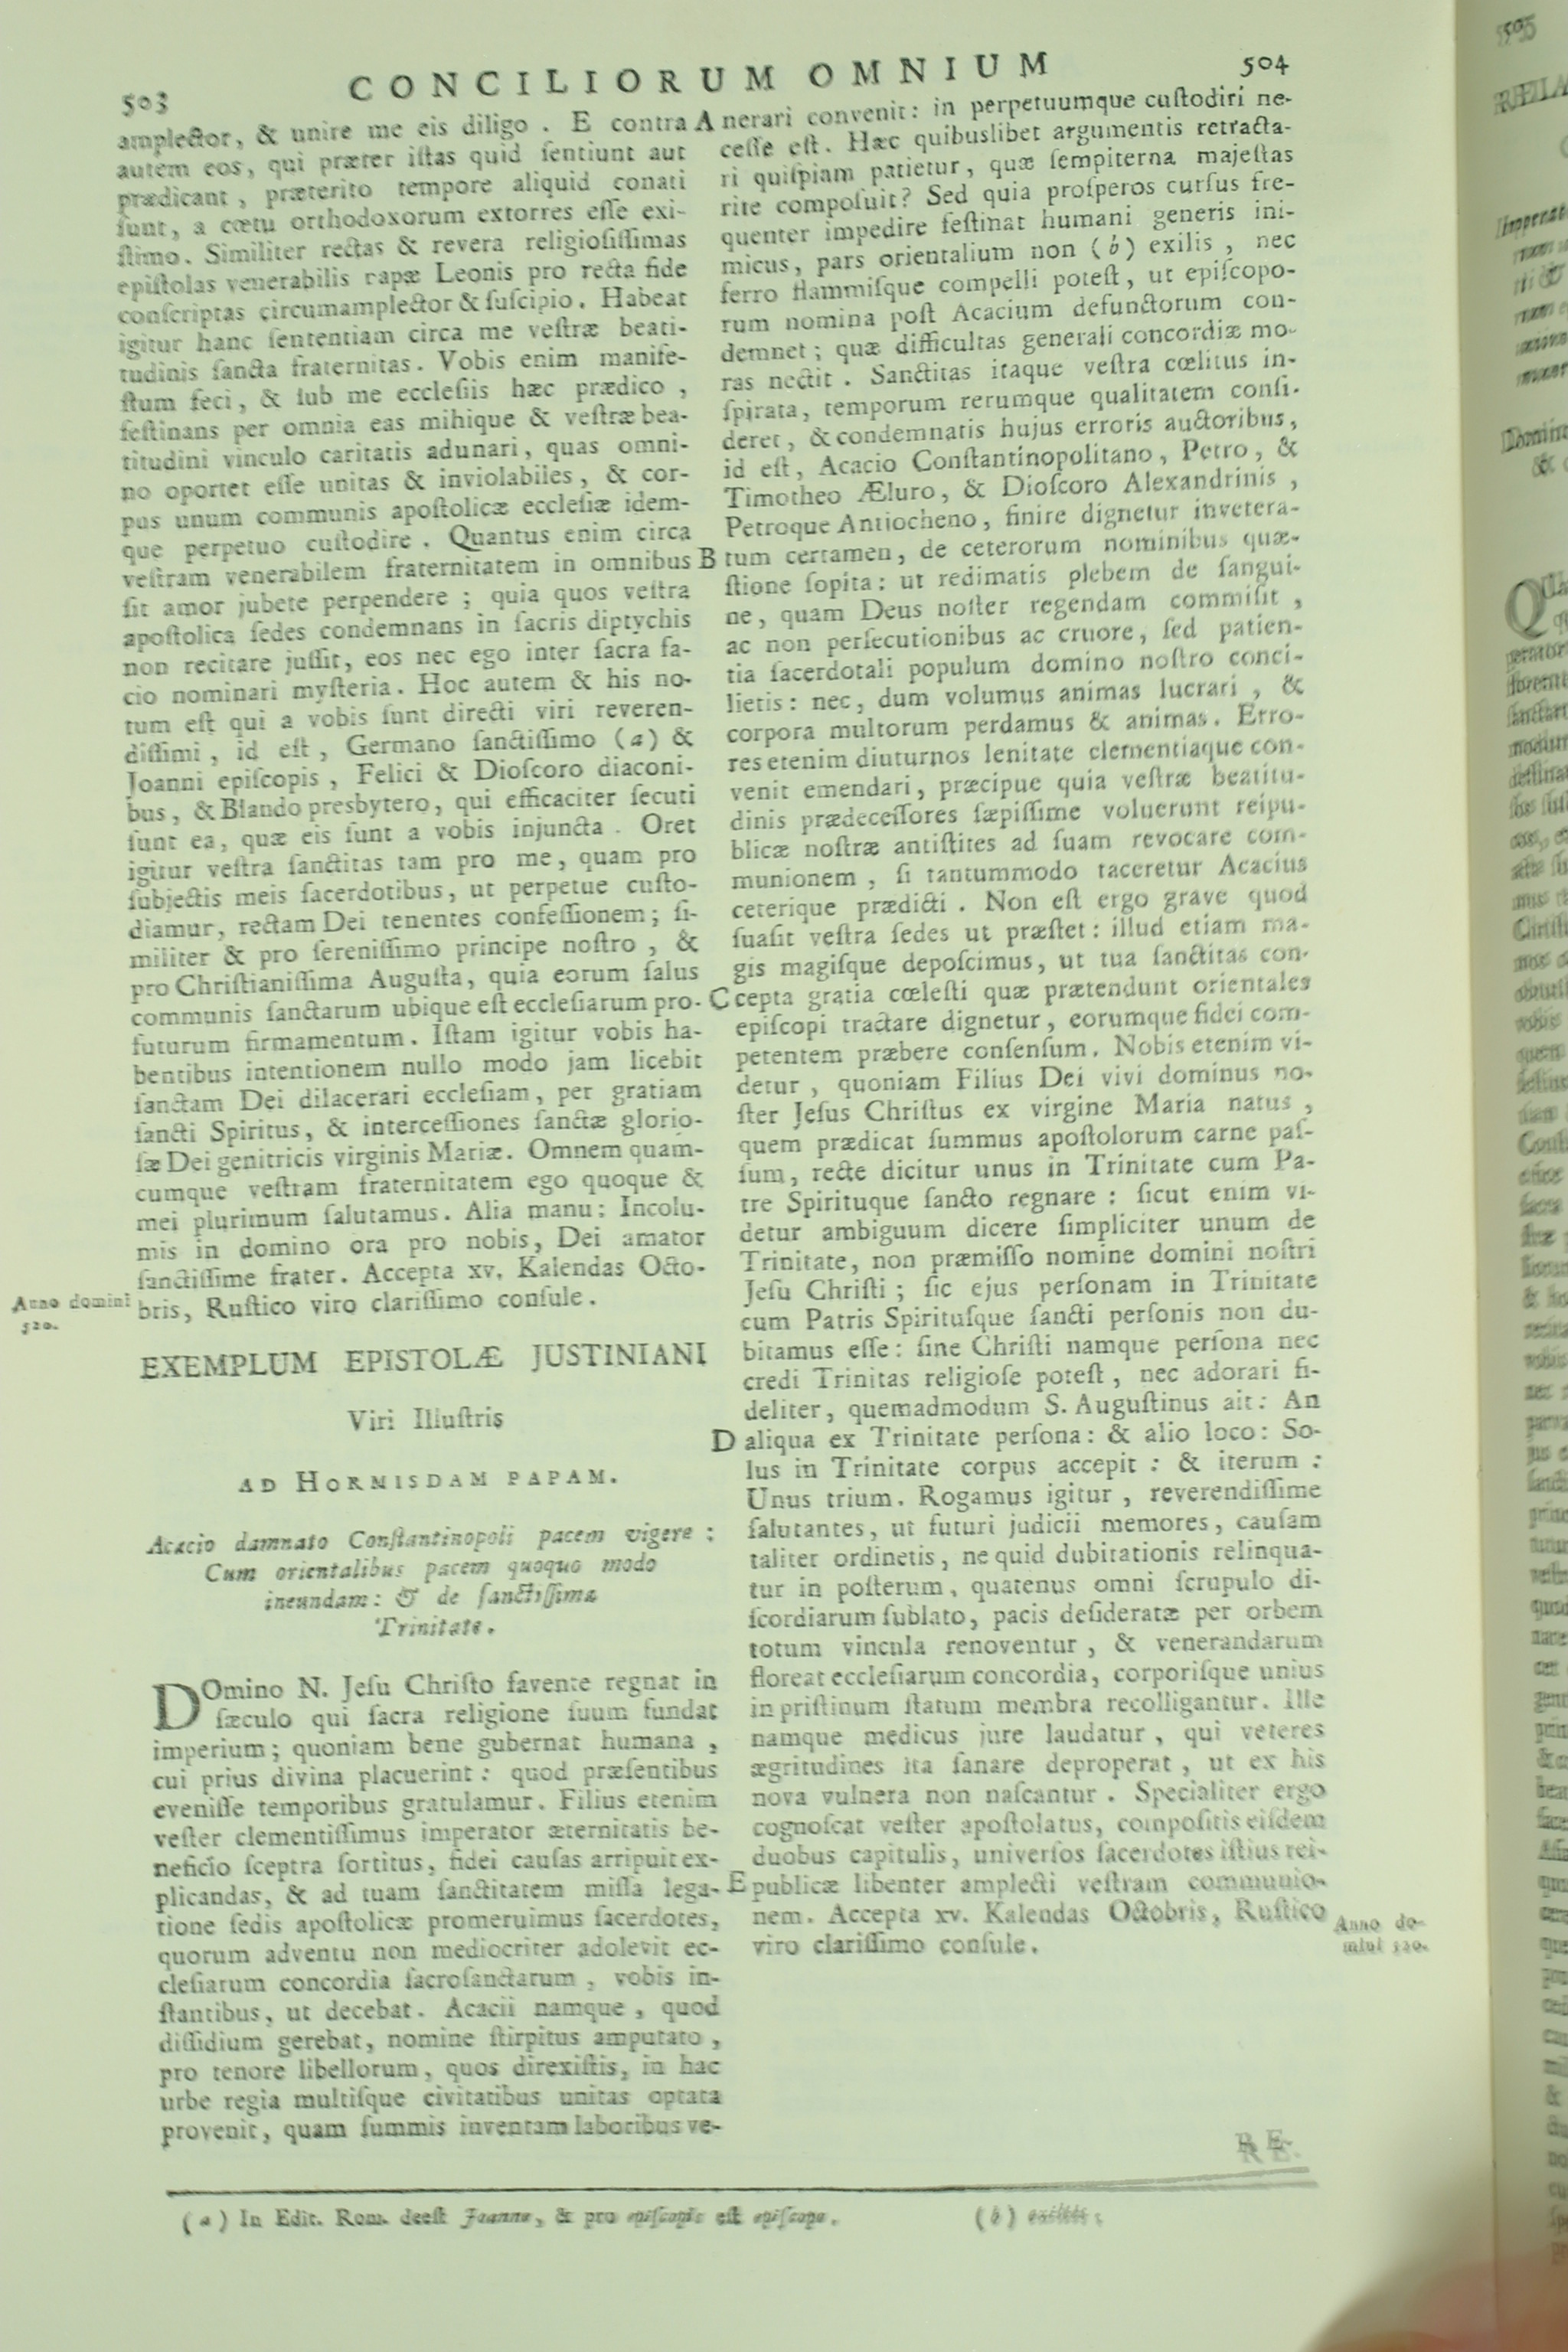 503
CONCILIORUM OMNIUM
504
amplector, & unire me eis diligo. E contra
autem eos, qui præter iſtas quid ſentiunt aut
prædicant, præterito tempore aliquid conati
ſunt, a cœtu orthodoxorum extorres eſſe exi-
ſtimo. Similiter rectas & revera religioſiſſimas
epiſtolas venerabilis papæ Leonis pro recta fide
conſcriptas circumamplector & ſuſcipio. Habeat
igitur hanc ſententiam circa me veſtræ beati-
tudinis ſancta fraternitas. Vobis enim manife-
ſtum feci, & ſub me eccleſiis hæc prædico,
feſtinans per omnia eas mihique & veſtræ bea-
titudini vinculo caritatis adunari, quas omni-
no oportet eſſe unitas & inviolabiles, & cor-
pus unum communis apoſtolicæ eccleſiæ idem-
que perpetuo cuſtodire. Quantus enim circa
veſtram venerabilem fraternitatem in omnibus
ſit amor jubete perpendere; quia quos veſtra
apoſtolica ſedes condemnans in ſacris diptychis
non recitare juſſit, eos nec ego inter ſacra fa-
cio nominari myſteria. Hoc autem & his no-
tum eſt qui a vobis ſunt directi viri reveren-
diſſimi, id eſt, Germano ſanctiſſimo (a) &
Joanni epiſcopis, Felici & Dioſcoro diaconi-
bus, & Blando presbytero, qui efficaciter ſecuti
ſunt ea, quæ eis ſunt a vobis injuncta. Oret
igitur veſtra ſanctitas tam pro me, quam pro
ſubjectis meis ſacerdotibus, ut perpetue cuſto-
diamur, rectam Dei tenentes confeſſionem; ſi-
militer & pro ſereniſſimo principe noſtro, &
pro Chriſtianiſſima Auguſta, quia eorum ſalus
communis ſanctarum ubique eſt eccleſiarum pro-
futurum firmamentum. Iſtam igitur vobis ha-
bentibus intentionem nullo modo jam licebit
ſanctam Dei dilacerari eccleſiam, per gratiam
ſancti Spiritus, & interceſſiones ſanctæ glorio-
ſæ Dei genitricis virginis Mariæ. Omnem quam-
cumque veſtram fraternitatem ego quoque &
mei plurimum ſalutamus. Alia manu: Incolu-
mis in domino ora pro nobis, Dei amator
ſanctiſſime frater. Accepta xv. Kalendas Octo-
bris, Ruſtico viro clariſſimo conſule.
Anno domini
520.
EXEMPLUM EPISTOLÆ JUSTINIANI
Viri Illuſtris
AD HORMISDAM PAPAM.
Acacio damnato Conſtantinopoli pacem vigere:
Cum orientalibus pacem quoquo modo
ineundam: & de ſanctiſſima
Trinitate.
DOmino N. Jeſu Chriſto favente regnat in
ſæculo qui ſacra religione ſuum fundat
imperium; quoniam bene gubernat humana,
cui prius divina placuerint: quod præſentibus
eveniſſe temporibus gratulamur. Filius etenim
veſter clementiſſimus imperator æternitatis be-
neficio ſceptra ſortitus, fidei cauſas arripuit ex-
plicandas, & ad tuam ſanctitatem miſſa lega-
tione ſedis apoſtolicæ promeruimus ſacerdotes,
quorum adventu non mediocriter adolevit ec-
cleſiarum concordia ſacroſanctarum, vobis in-
ſtantibus, ut decebat. Acacii namque, quod
diſſidium gerebat, nomine ſtirpitus amputato,
pro tenore libellorum, quos direxiſtis, in hac
urbe regia multiſque civitatibus unitas optata
provenit, quam ſummis inventam laboribus ve-
A nerari convenit: in perpetuumque cuſtodiri ne-
ceſſe eſt. Hæc quibuslibet argumentis retracta-
ri quiſpiam patietur, quæ ſempiterna majeſtas
rite compoſuit? Sed quia proſperos curſus fre-
quenter impedire feſtinat humani generis ini-
micus, pars orientalium non (b) exilis, nec
ferro flammiſque compelli poteſt, ut epiſcopo-
rum nomina poſt Acacium defunctorum con-
demnet; quæ difficultas generali concordiæ mo-
ras nectit. Sanctitas itaque veſtra cœlitus in-
ſpirata, temporum rerumque qualitatem conſi-
deret, & condemnatis hujus erroris auctoribus,
id eſt, Acacio Conſtantinopolitano, Petro, &
Timotheo Æluro, & Dioſcoro Alexandrinis,
Petroque Antiocheno, finire dignetur invetera-
B tum certamen, de ceterorum nominibus quæ-
ſtione ſopita: ut redimatis plebem de ſangui-
ne, quam Deus noſter regendam commiſit,
ac non perſecutionibus ac cruore, ſed patien-
tia ſacerdotali populum domino noſtro conci-
lietis: nec, dum volumus animas lucrari, &
corpora multorum perdamus & animas. Erro-
res etenim diuturnos lenitate clementiaque con-
venit emendari, præcipue quia veſtræ beatitu-
dinis prædeceſſores ſæpiſſime voluerunt reipu-
blicæ noſtræ antiſtites ad ſuam revocare com-
munionem, ſi tantummodo taceretur Acacius
ceterique prædicti. Non eſt ergo grave quod
ſuaſit veſtra ſedes ut præſtet: illud etiam ma-
gis magiſque depoſcimus, ut tua ſanctitas con-
C cepta gratia cœleſti quæ prætendunt orientales
epiſcopi tractare dignetur, eorumque fidei com-
petentem præbere conſenſum. Nobis etenim vi-
detur, quoniam Filius Dei vivi dominus no-
ſter Jeſus Chriſtus ex virgine Maria natus,
quem prædicat ſummus apoſtolorum carne paſ-
ſum, recte dicitur unus in Trinitate cum Pa-
tre Spirituque ſancto regnare: ſicut enim vi-
detur ambiguum dicere ſimpliciter unum de
Trinitate, non præmiſſo nomine domini noſtri
Jeſu Chriſti; ſic ejus perſonam in Trinitate
cum Patris Spirituſque ſancti perſonis non du-
bitamus eſſe: ſine Chriſti namque perſona nec
credi Trinitas religioſe poteſt, nec adorari fi-
deliter, quemadmodum S. Auguſtinus ait: An
D aliqua ex Trinitate perſona: & alio loco: So-
lus in Trinitate corpus accepit: & iterum:
Unus trium. Rogamus igitur, reverendiſſime
ſalutantes, ut futuri judicii memores, cauſam
taliter ordinetis, ne quid dubitationis relinqua-
tur in poſterum, quatenus omni ſcrupulo di-
ſcordiarum ſublato, pacis deſideratæ per orbem
totum vincula renoventur, & venerandarum
floreat eccleſiarum concordia, corporiſque unius
in priſtinum ſtatum membra recolligantur. Ille
namque medicus jure laudatur, qui veteres
ægritudines ita ſanare deproperat, ut ex his
nova vulnera non naſcantur. Specialiter ergo
cognoſcat veſter apoſtolatus, compoſitis eiſdem
duobus capitulis, univerſos ſacerdotes iſtius rei-
E publicæ libenter amplecti veſtram communio-
nem. Accepta xv. Kalendas Octobris, Ruſtico
viro clariſſimo conſule.
Anno do-
mini 520.
RE-
(a) In Edit. Rom. deeſt Joanne, & pro epiſcopis eſt epiſcopo.
(b)